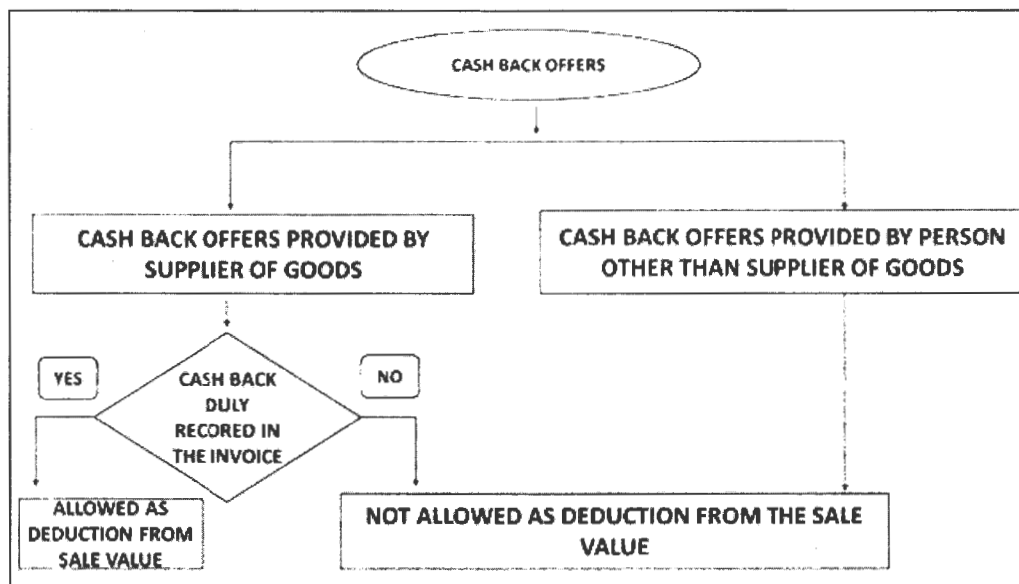 CASH BACK OFFERS
CASH BACK OFFERS PROVIDED BY
SUPPLIER OF GOODS
CASH BACK OFFERS PROVIDED BY PERSON
OTHER THAN SUPPLIER OF GOODS
YES
CASH BACK
DULY
RECORED IN
THE INVOICE
NO
ALLOWED AS
DEDUCTION FROM
SALE VALUE
NOT ALLOWED AS DEDUCTION FROM THE SALE
VALUE